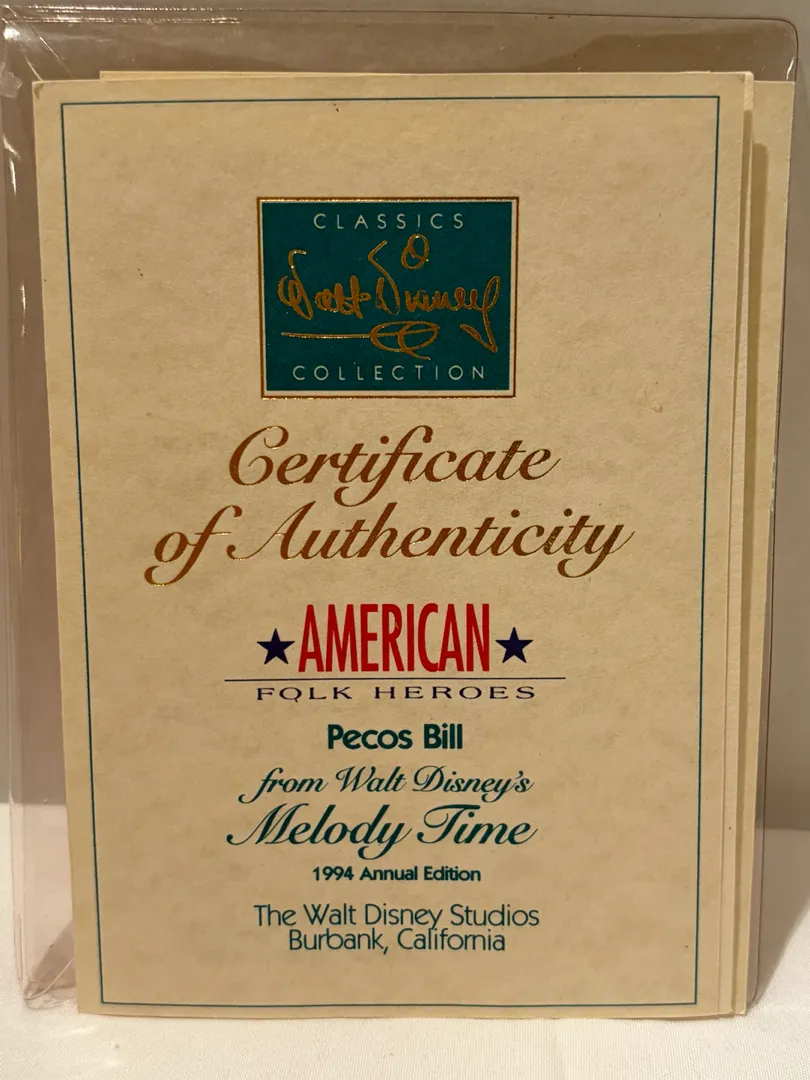 CLASSICS
Walt Disney
COLLECTION
Certificate
of Authenticity
★AMERICAN★
FOLK HEROES
Pecos Bill
from Walt Disney's
Melody Time
1994 Annual Edition
The Walt Disney Studios
Burbank, California